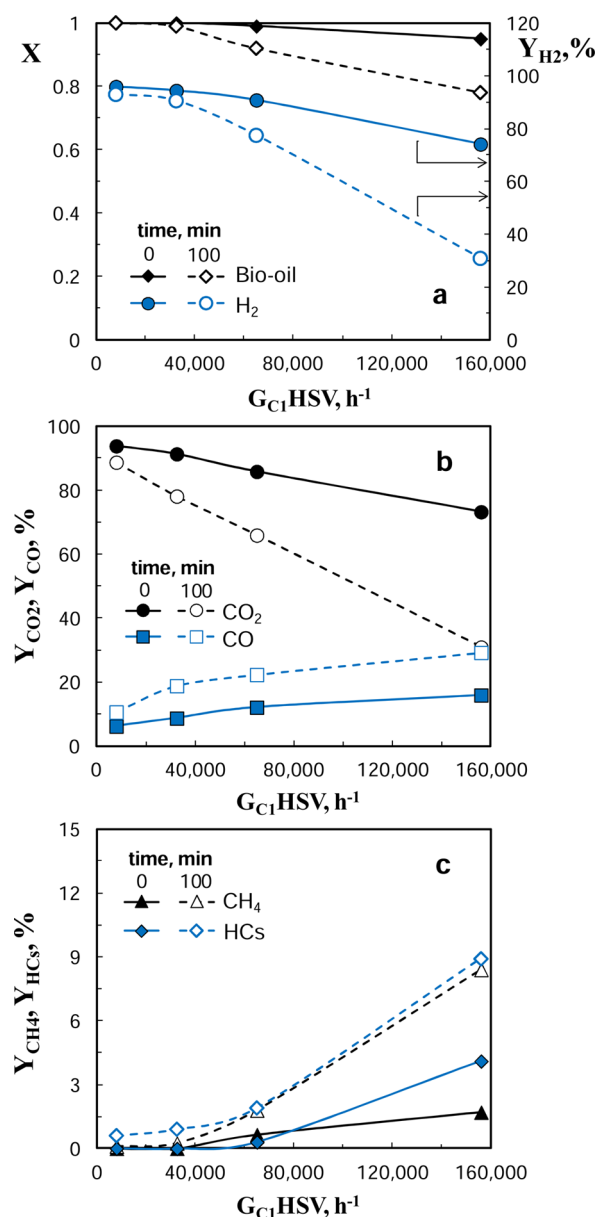 X
Y_H2,%
1
0.8
0.6
0.4
0.2
0
120
100
80
60
40
20
0
time, min
0 100
Bio-oil
H₂
a
0 40,000 80,000 120,000 160,000
G_C1HSV, h⁻¹
Y_CO2, Y_CO, %
100
80
60
40
20
0
b
time, min
0 100
CO₂
CO
0 40,000 80,000 120,000 160,000
G_C1HSV, h⁻¹
Y_CH4, Y_HCs, %
15
12
9
6
3
0
c
time, min
0 100
CH₄
HCs
0 40,000 80,000 120,000 160,000
G_C1HSV, h⁻¹